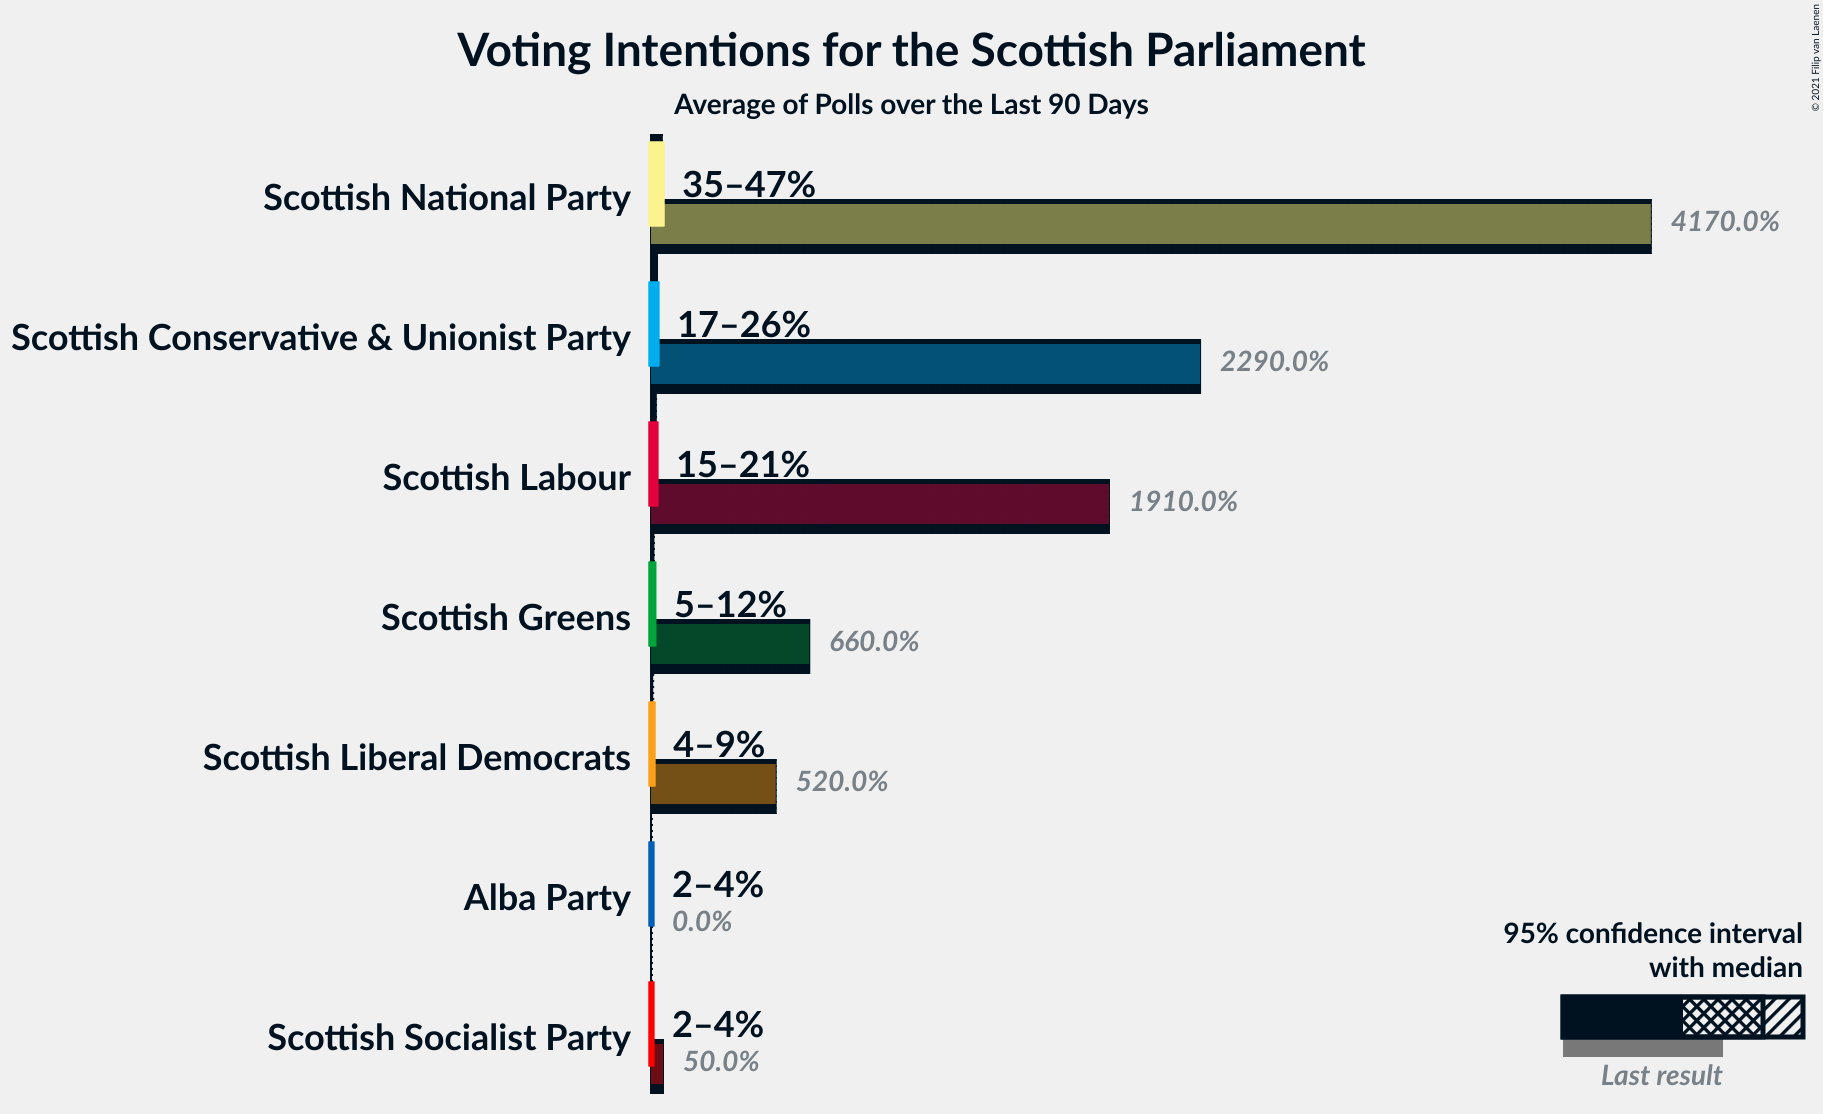 Voting Intentions for the Scottish Parliament
Average of Polls over the Last 90 Days
© 2021 Filip van Laenen
Scottish National Party
35–47%
4170.0%
Scottish Conservative & Unionist Party
17–26%
2290.0%
Scottish Labour
15–21%
1910.0%
Scottish Greens
5–12%
660.0%
Scottish Liberal Democrats
4–9%
520.0%
Alba Party
2–4%
0.0%
Scottish Socialist Party
2–4%
50.0%
95% confidence interval
with median
Last result